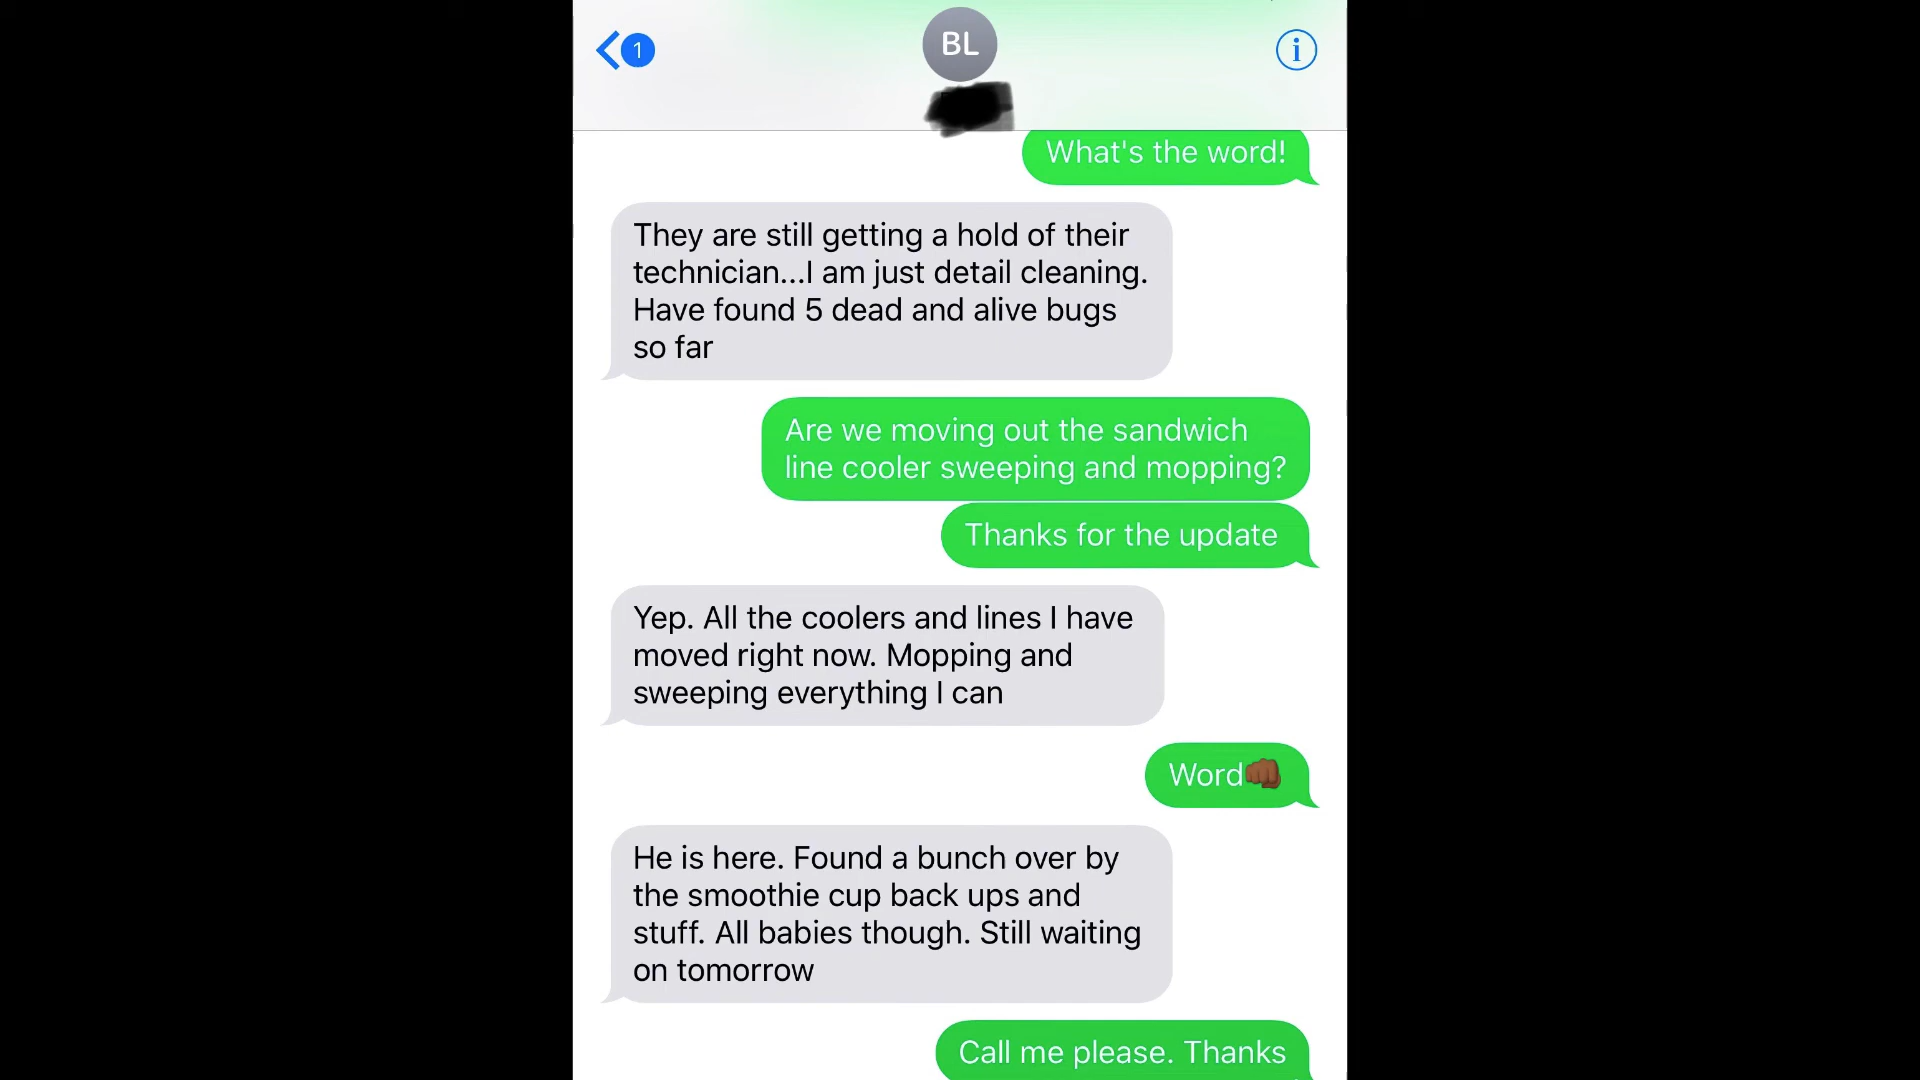 1
BL
What's the word!
They are still getting a hold of their
technician...I am just detail cleaning.
Have found 5 dead and alive bugs
so far
Are we moving out the sandwich
line cooler sweeping and mopping?
Thanks for the update
Yep. All the coolers and lines I have
moved right now. Mopping and
sweeping everything I can
Word👊🏾
He is here. Found a bunch over by
the smoothie cup back ups and
stuff. All babies though. Still waiting
on tomorrow
Call me please. Thanks